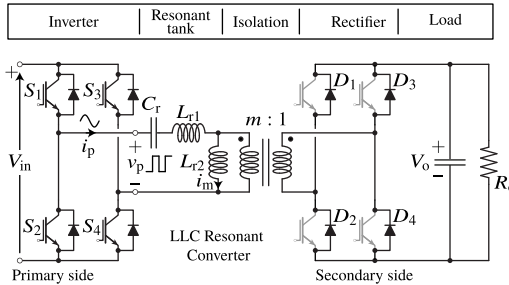 Inverter
Resonant tank
Isolation
Rectifier
Load
S1
S3
D1
D3
Cr
Lr1
m : 1
+
Vin
ip
+
vp
−
Lr2
im
+
Vo
−
S2
S4
D2
D4
LLC Resonant
Converter
Primary side
Secondary side